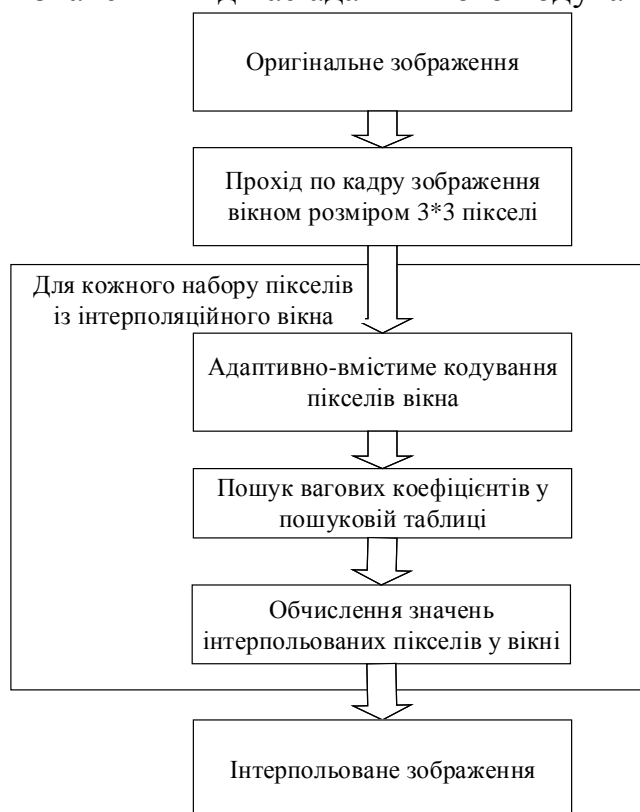 Оригінальне зображення
Прохід по кадру зображення
вікном розміром 3*3 пікселі
Для кожного набору пікселів
із інтерполяційного вікна
Адаптивно-вмістиме кодування
пікселів вікна
Пошук вагових коефіцієнтів у
пошуковій таблиці
Обчислення значень
інтерпольованих пікселів у вікні
Інтерпольоване зображення